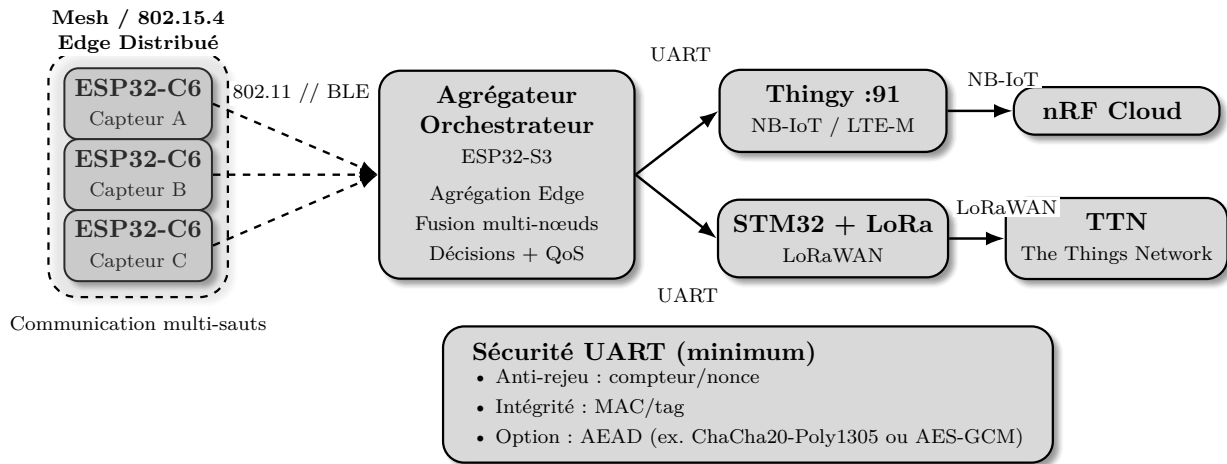 Mesh / 802.15.4
Edge Distribué
ESP32-C6
Capteur A
ESP32-C6
Capteur B
ESP32-C6
Capteur C
Communication multi-sauts
802.11 // BLE
Agrégateur
Orchestrateur
ESP32-S3
Agrégation Edge
Fusion multi-nœuds
Décisions + QoS
UART
Thingy :91
NB-IoT / LTE-M
NB-IoT
nRF Cloud
STM32 + LoRa
LoRaWAN
UART
LoRaWAN
TTN
The Things Network
Sécurité UART (minimum)
• Anti-rejeu : compteur/nonce
• Intégrité : MAC/tag
• Option : AEAD (ex. ChaCha20-Poly1305 ou AES-GCM)